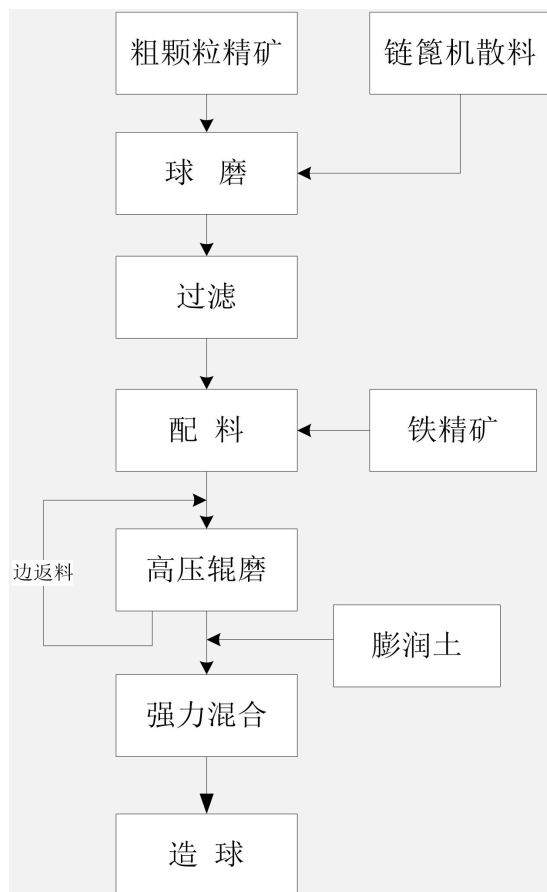 粗颗粒精矿
链篦机散料
球 磨
过滤
配 料
铁精矿
边返料
高压辊磨
膨润土
强力混合
造 球